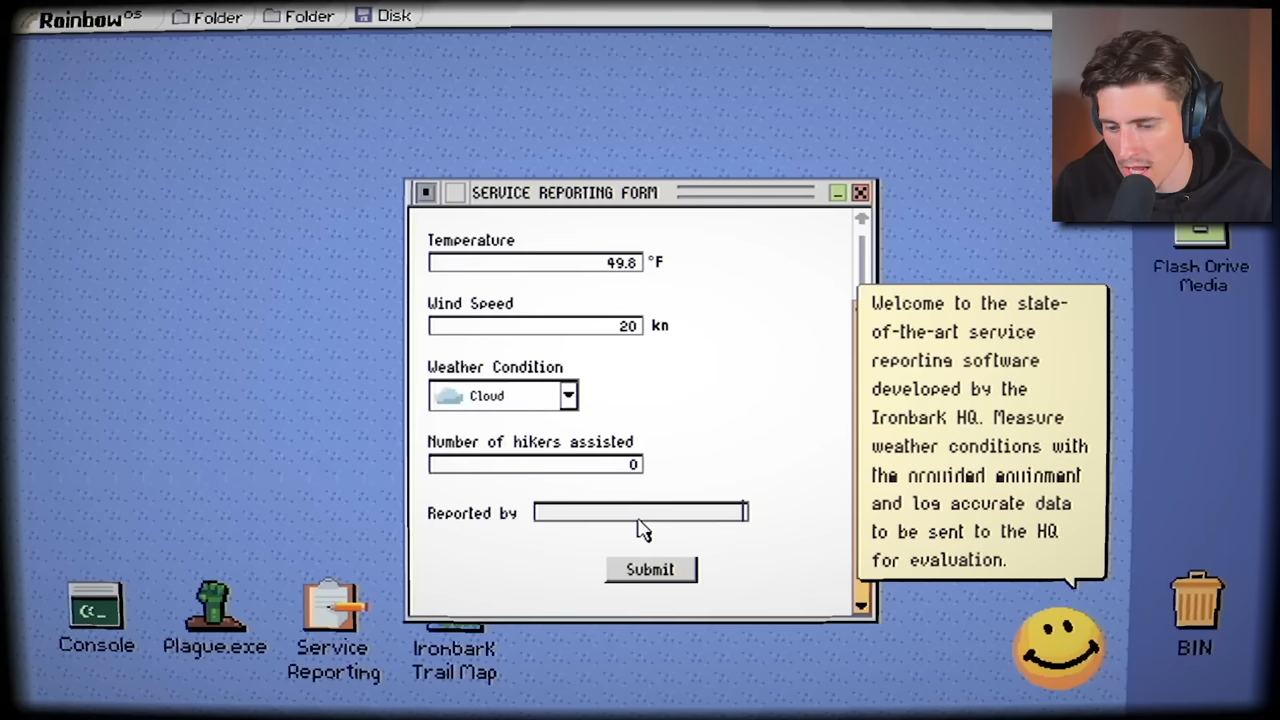 RainbowOS
Folder
Folder
Disk
SERVICE REPORTING FORM
Temperature
49.8 °F
Wind Speed
20 kn
Weather Condition
Cloud
Number of hikers assisted
0
Reported by
Submit
Welcome to the state-
of-the-art service
reporting software
developed by the
Ironbark HQ. Measure
weather conditions with
the provided equipment
and log accurate data
to be sent to the HQ
for evaluation.
Flash Drive
Media
Console
Plague.exe
Service
Reporting
Ironbark
Trail Map
BIN